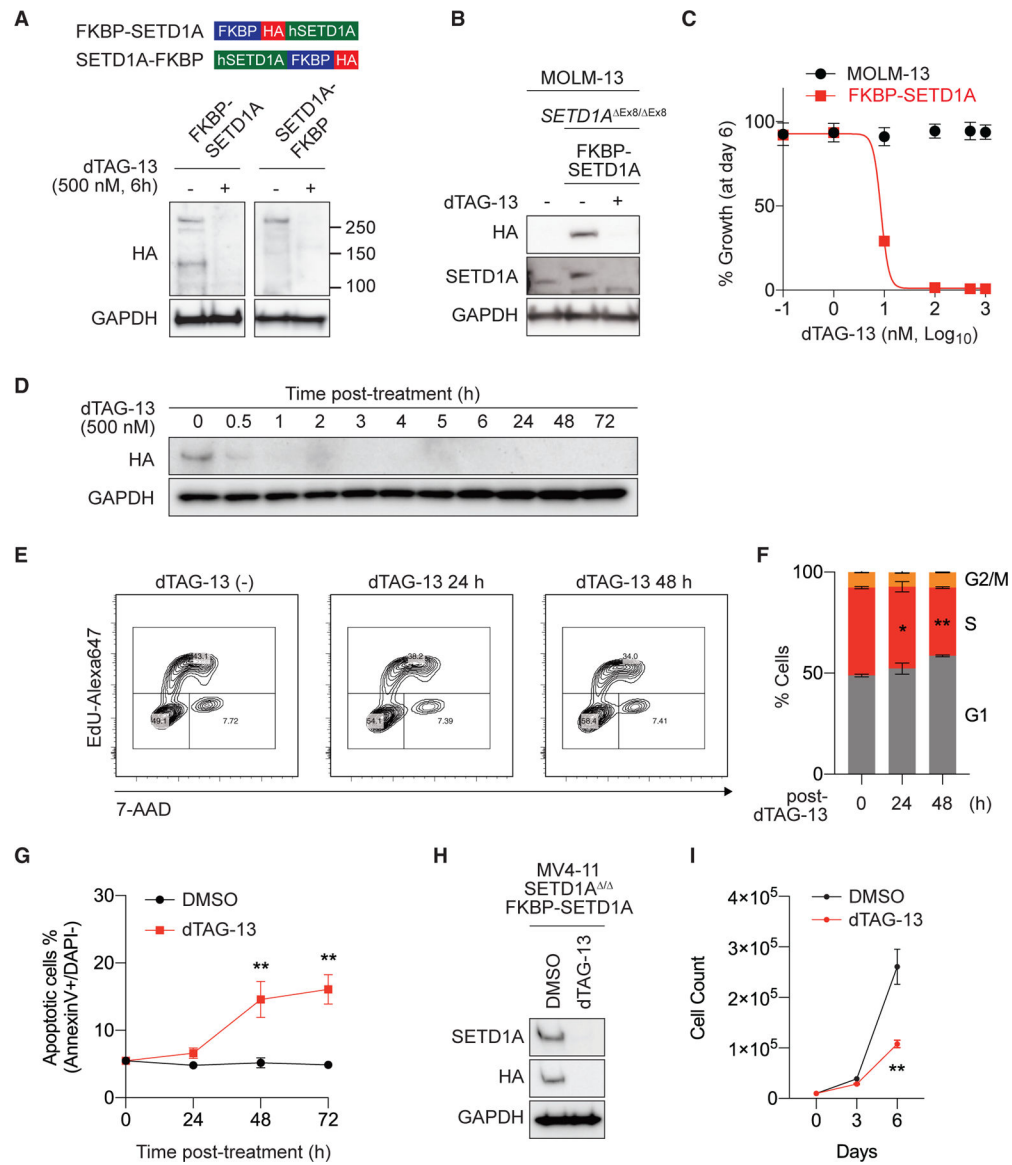 A
FKBP-SETD1A
FKBP HA hSETD1A
SETD1A-FKBP
hSETD1A FKBP HA
FKBP-
SETD1A
SETD1A-
FKBP
dTAG-13
(500 nM, 6h)
- + - +
HA
250
150
100
GAPDH
B
MOLM-13
SETD1AΔEx8/ΔEx8
FKBP-
SETD1A
dTAG-13 - - +
HA
SETD1A
GAPDH
C
MOLM-13
FKBP-SETD1A
% Growth (at day 6)
100
50
0
-1 0 1 2 3
dTAG-13 (nM, Log10)
D
Time post-treatment (h)
dTAG-13
(500 nM)
0 0.5 1 2 3 4 5 6 24 48 72
HA
GAPDH
E
dTAG-13 (-)
dTAG-13 24 h
dTAG-13 48 h
EdU-Alexa647
43.1
49.1
7.72
38.2
54.1
7.39
34.0
58.4
7.41
7-AAD
F
% Cells
100
50
0
G2/M
S
G1
*
**
post-
dTAG-13
0 24 48 (h)
G
DMSO
dTAG-13
Apoptotic cells %
(AnnexinV+/DAPI-)
30
20
10
0
** **
0 24 48 72
Time post-treatment (h)
H
MV4-11
SETD1AΔ/Δ
FKBP-SETD1A
DMSO
dTAG-13
SETD1A
HA
GAPDH
I
DMSO
dTAG-13
Cell Count
4×10⁵
3×10⁵
2×10⁵
1×10⁵
0
**
0 3 6
Days